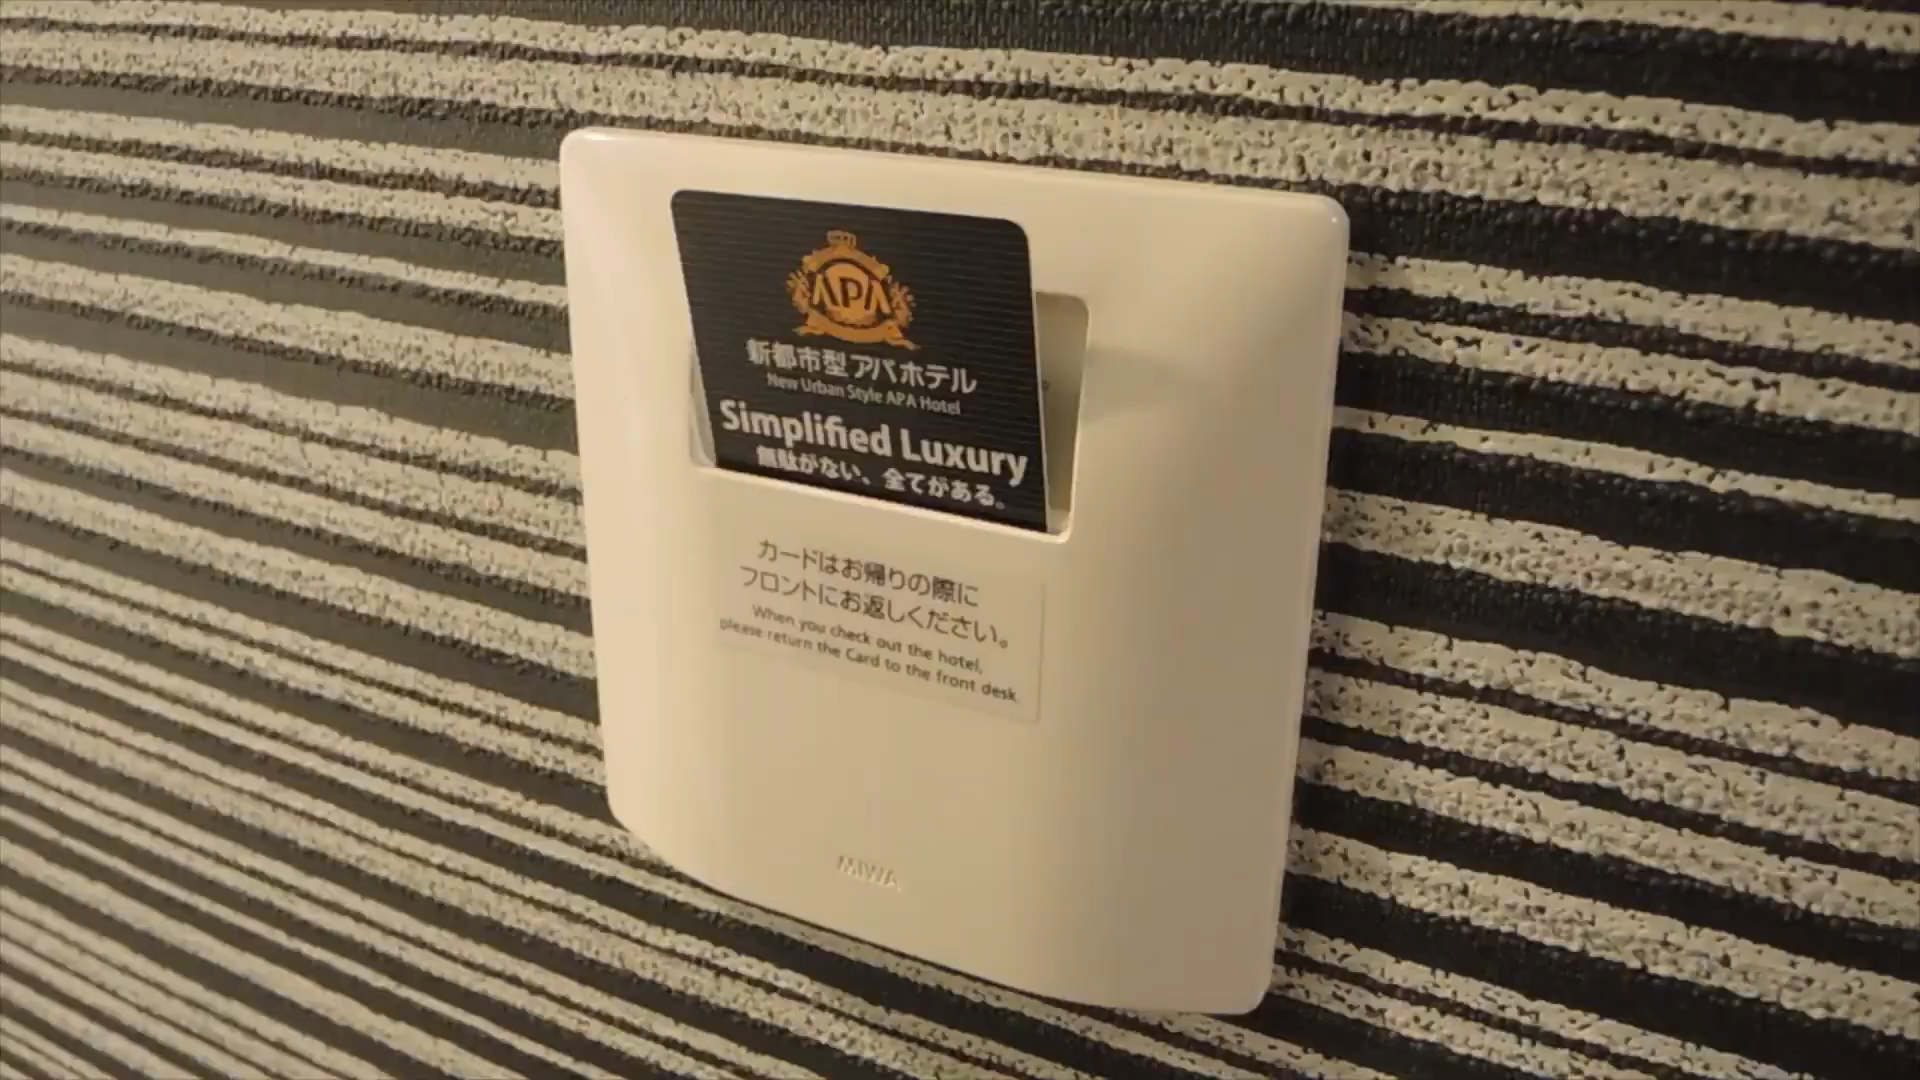 APA
新都市型アパホテル
New Urban Style APA Hotel
Simplified Luxury
無駄がない、全てがある。
カードはお帰りの際に
フロントにお返しください。
When you check out the hotel,
please return the Card to the front desk.
MIWA